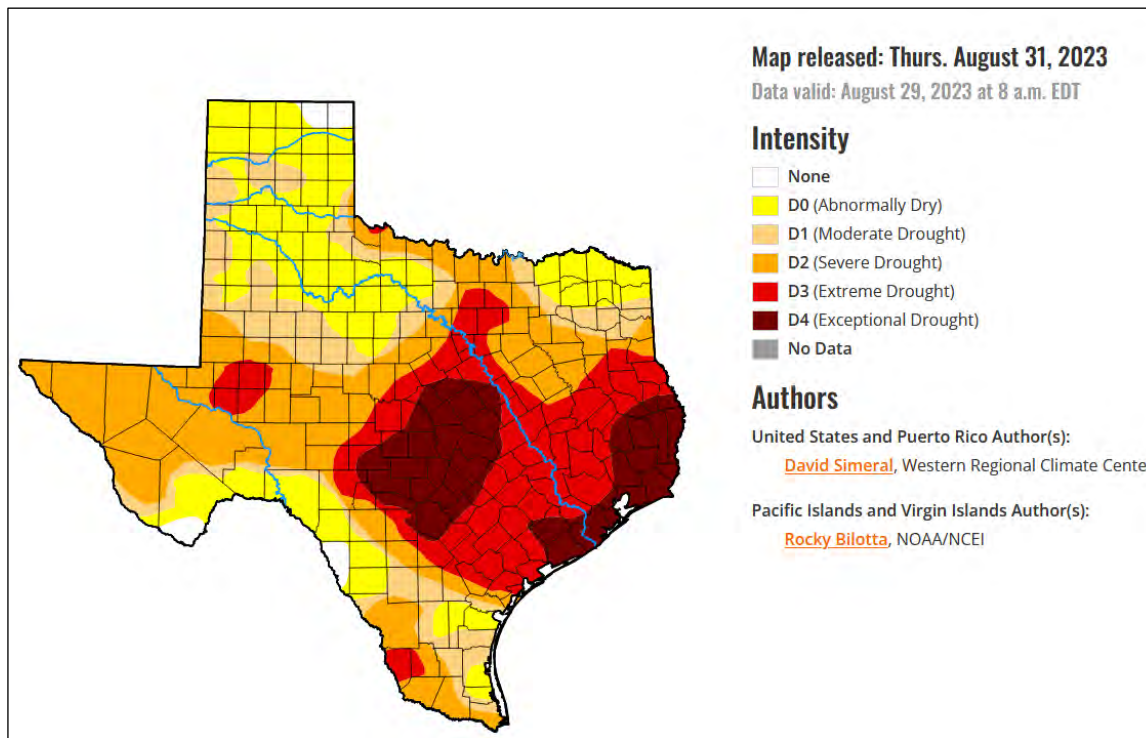 Map released: Thurs. August 31, 2023
Data valid: August 29, 2023 at 8 a.m. EDT
Intensity
None
D0 (Abnormally Dry)
D1 (Moderate Drought)
D2 (Severe Drought)
D3 (Extreme Drought)
D4 (Exceptional Drought)
No Data
Authors
United States and Puerto Rico Author(s):
David Simeral, Western Regional Climate Cente
Pacific Islands and Virgin Islands Author(s):
Rocky Bilotta, NOAA/NCEI